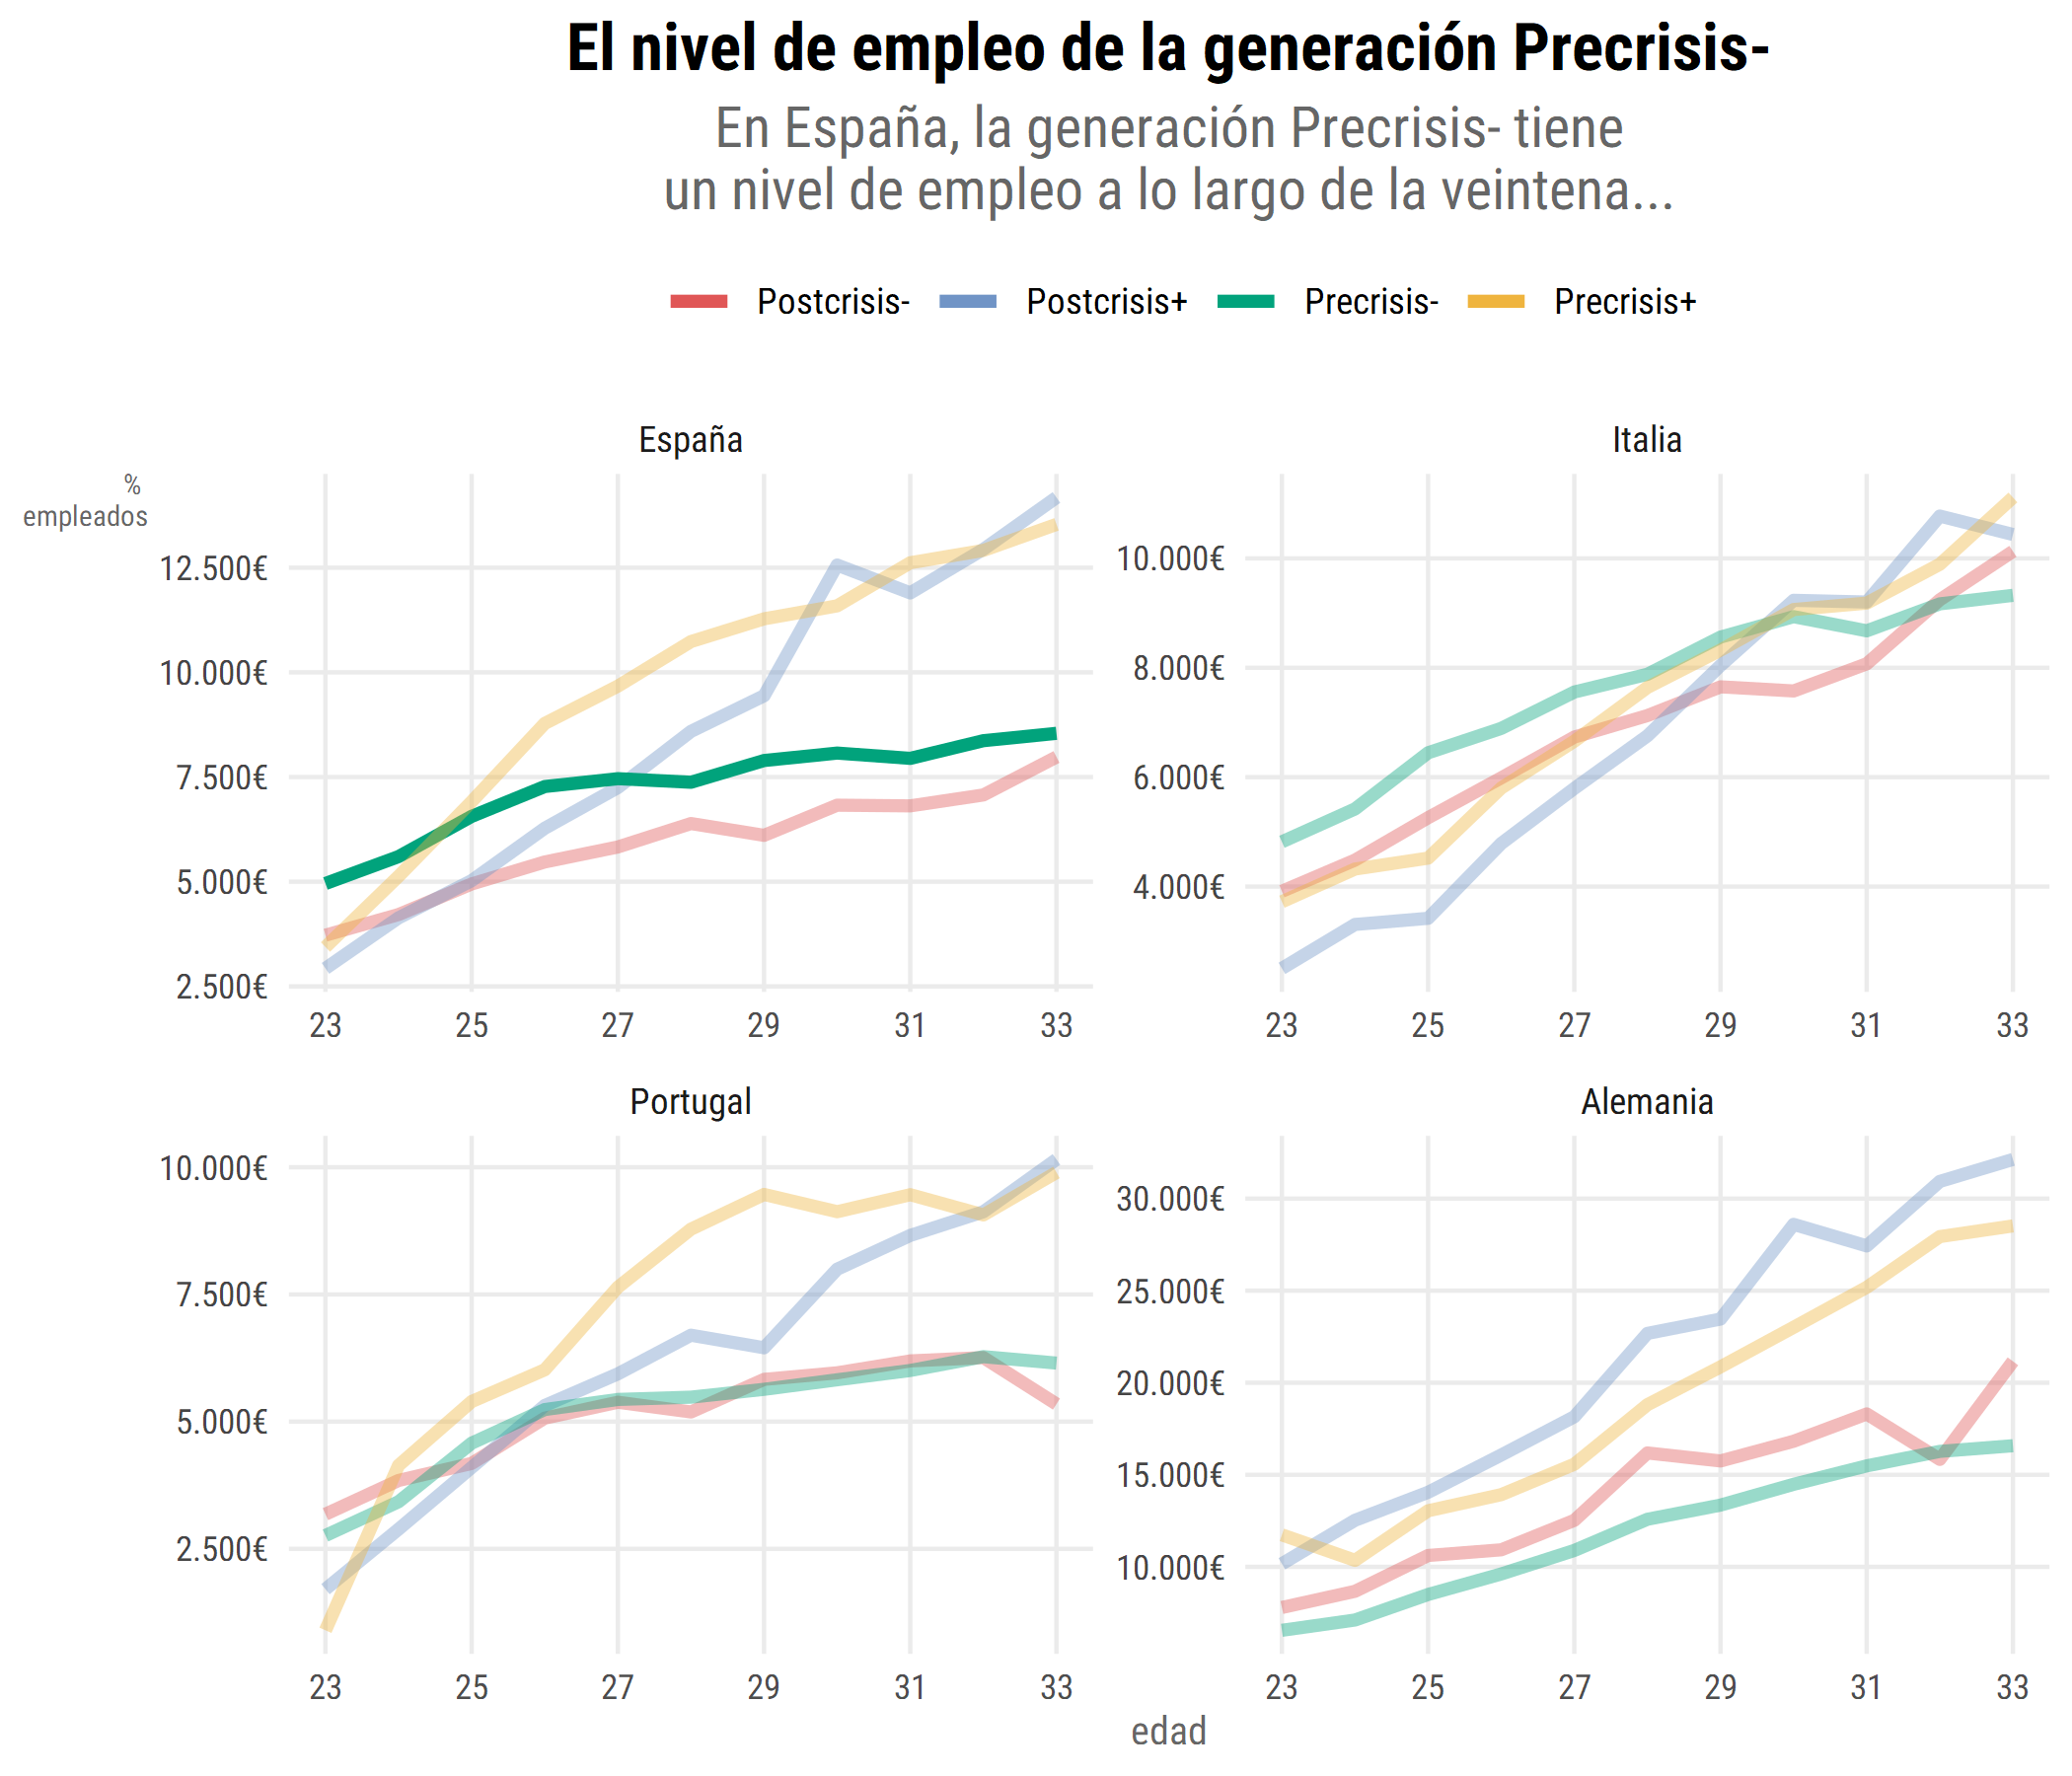 El nivel de empleo de la generación Precrisis-
En España, la generación Precrisis- tiene
un nivel de empleo a lo largo de la veintena...
Postcrisis- Postcrisis+ Precrisis- Precrisis+
España
%
empleados
12.500€
10.000€
7.500€
5.000€
2.500€
23 25 27 29 31 33
Italia
10.000€
8.000€
6.000€
4.000€
23 25 27 29 31 33
Portugal
10.000€
7.500€
5.000€
2.500€
23 25 27 29 31 33
Alemania
30.000€
25.000€
20.000€
15.000€
10.000€
23 25 27 29 31 33
edad